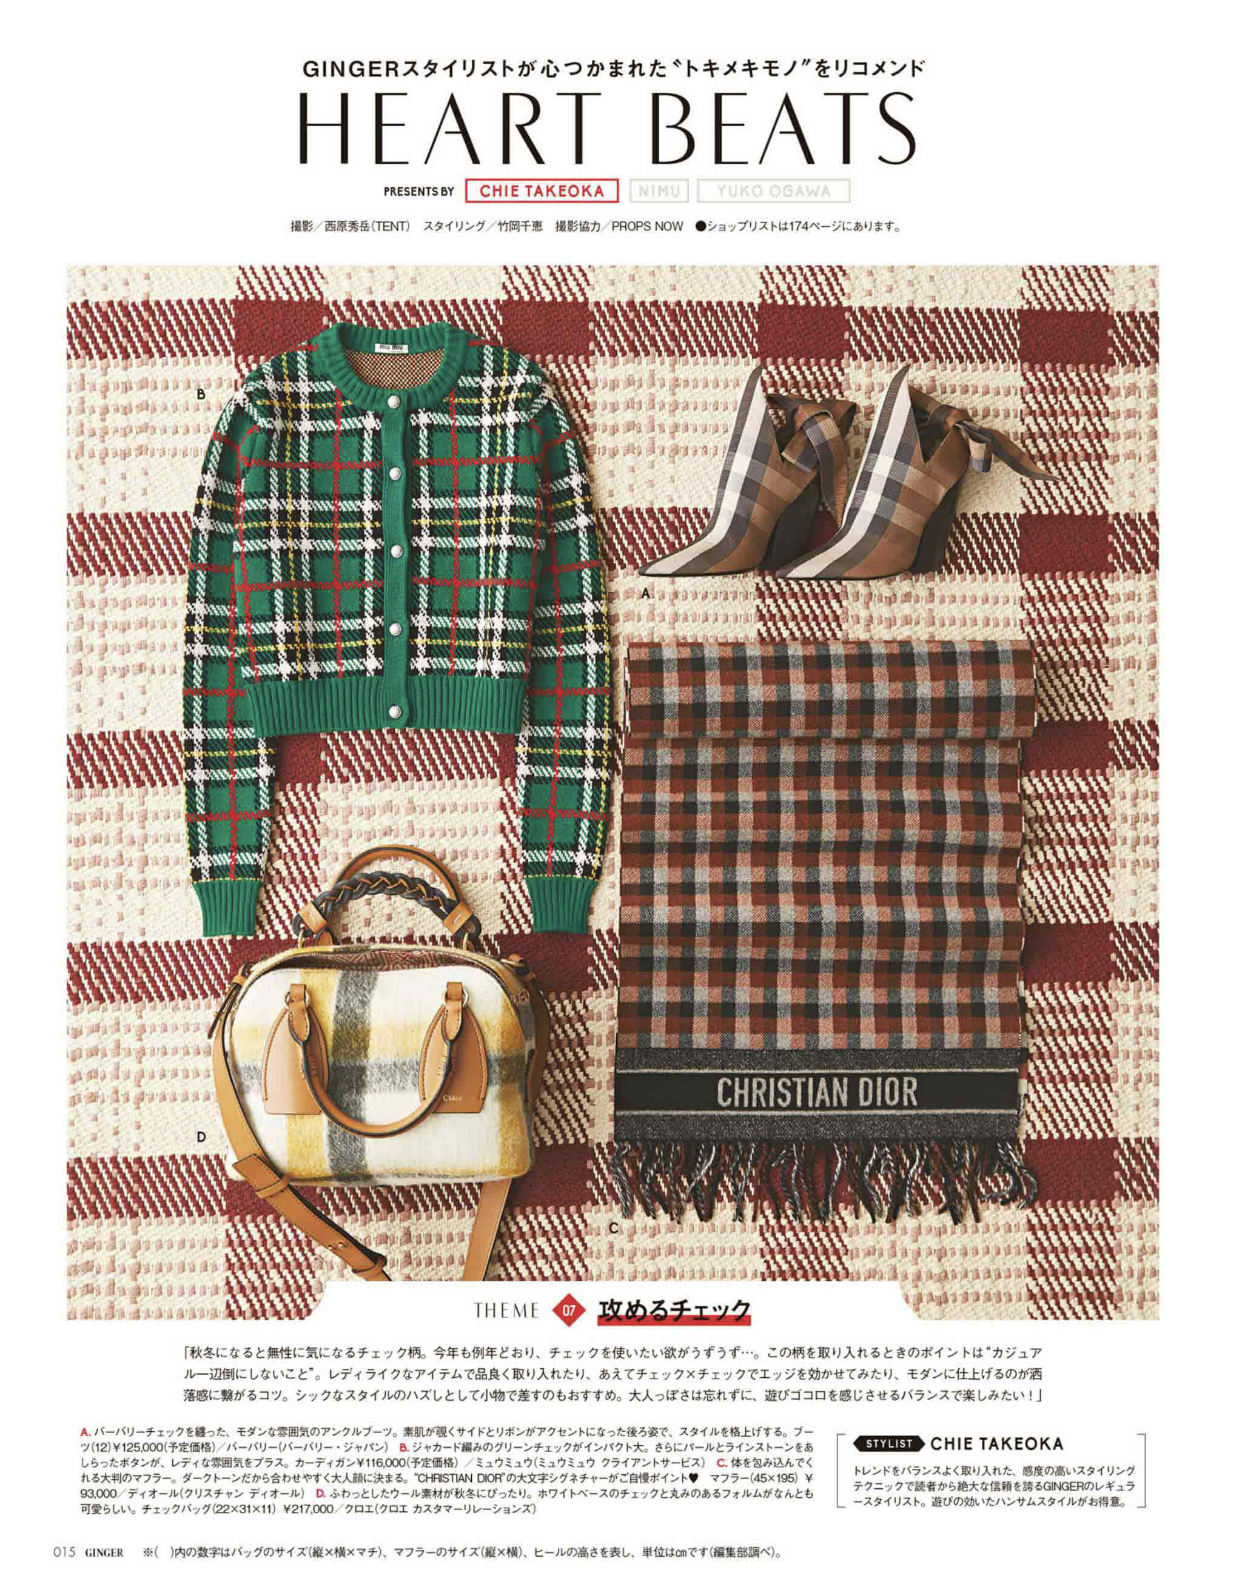 GINGERスタイリストが心つかまれた〝トキメキモノ〟をリコメンド
HEART BEATS
PRESENTS BY CHIE TAKEOKA NIMU YUKO OGAWA
撮影／西原秀岳(TENT) スタイリング／竹岡千恵 撮影協力／PROPS NOW ●ショップリストは174ページにあります。
miu miu
B
A
CHRISTIAN DIOR
Chloé
D
C
THEME 07 攻めるチェック
「秋冬になると無性に気になるチェック柄。今年も例年どおり、チェックを使いたい欲がうずうず…。この柄を取り入れるときのポイントは“カジュア
ル一辺倒にしないこと”。レディライクなアイテムで品良く取り入れたり、あえてチェック×チェックでエッジを効かせてみたり、モダンに仕上げるのが洒
落感に繋がるコツ。シックなスタイルのハズしとして小物で差すのもおすすめ。大人っぽさは忘れずに、遊びゴコロを感じさせるバランスで楽しみたい！」
A. バーバリーチェックを纏った、モダンな雰囲気のアンクルブーツ。素肌が覗くサイドとリボンがアクセントになった後ろ姿で、スタイルを格上げする。ブー
ツ(12)￥125,000(予定価格)／バーバリー(バーバリー・ジャパン) B. ジャカード編みのグリーンチェックがインパクト大。さらにパールとラインストーンをあ
しらったボタンが、レディな雰囲気をプラス。カーディガン￥116,000(予定価格)／ミュウミュウ(ミュウミュウ クライアントサービス) C. 体を包み込んでく
れる大判のマフラー。ダークトーンだから合わせやすく大人顔に決まる。“CHRISTIAN DIOR”の大文字シグネチャーがご自慢ポイント♥ マフラー(45×195) ￥
93,000／ディオール(クリスチャン ディオール) D. ふわっとしたウール素材が秋冬にぴったり。ホワイトベースのチェックと丸みのあるフォルムがなんとも
可愛らしい。チェックバッグ(22×31×11) ￥217,000／クロエ(クロエ カスタマーリレーションズ)
STYLIST CHIE TAKEOKA
トレンドをバランスよく取り入れた、感度の高いスタイリング
テクニックで読者から絶大な信頼を誇るGINGERのレギュラ
ースタイリスト。遊びの効いたハンサムスタイルがお得意。
015 GINGER ※( )内の数字はバッグのサイズ(縦×横×マチ)、マフラーのサイズ(縦×横)、ヒールの高さを表し、単位は㎝です(編集部調べ)。